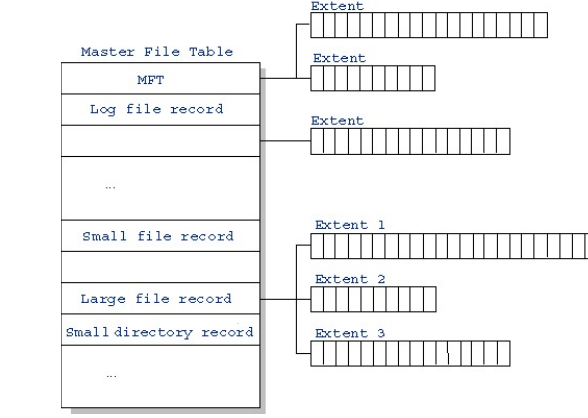 Extent
Master File Table
Extent
MFT
Log file record
Extent
...
Small file record
Extent 1
Extent 2
Large file record
Small directory record
Extent 3
...